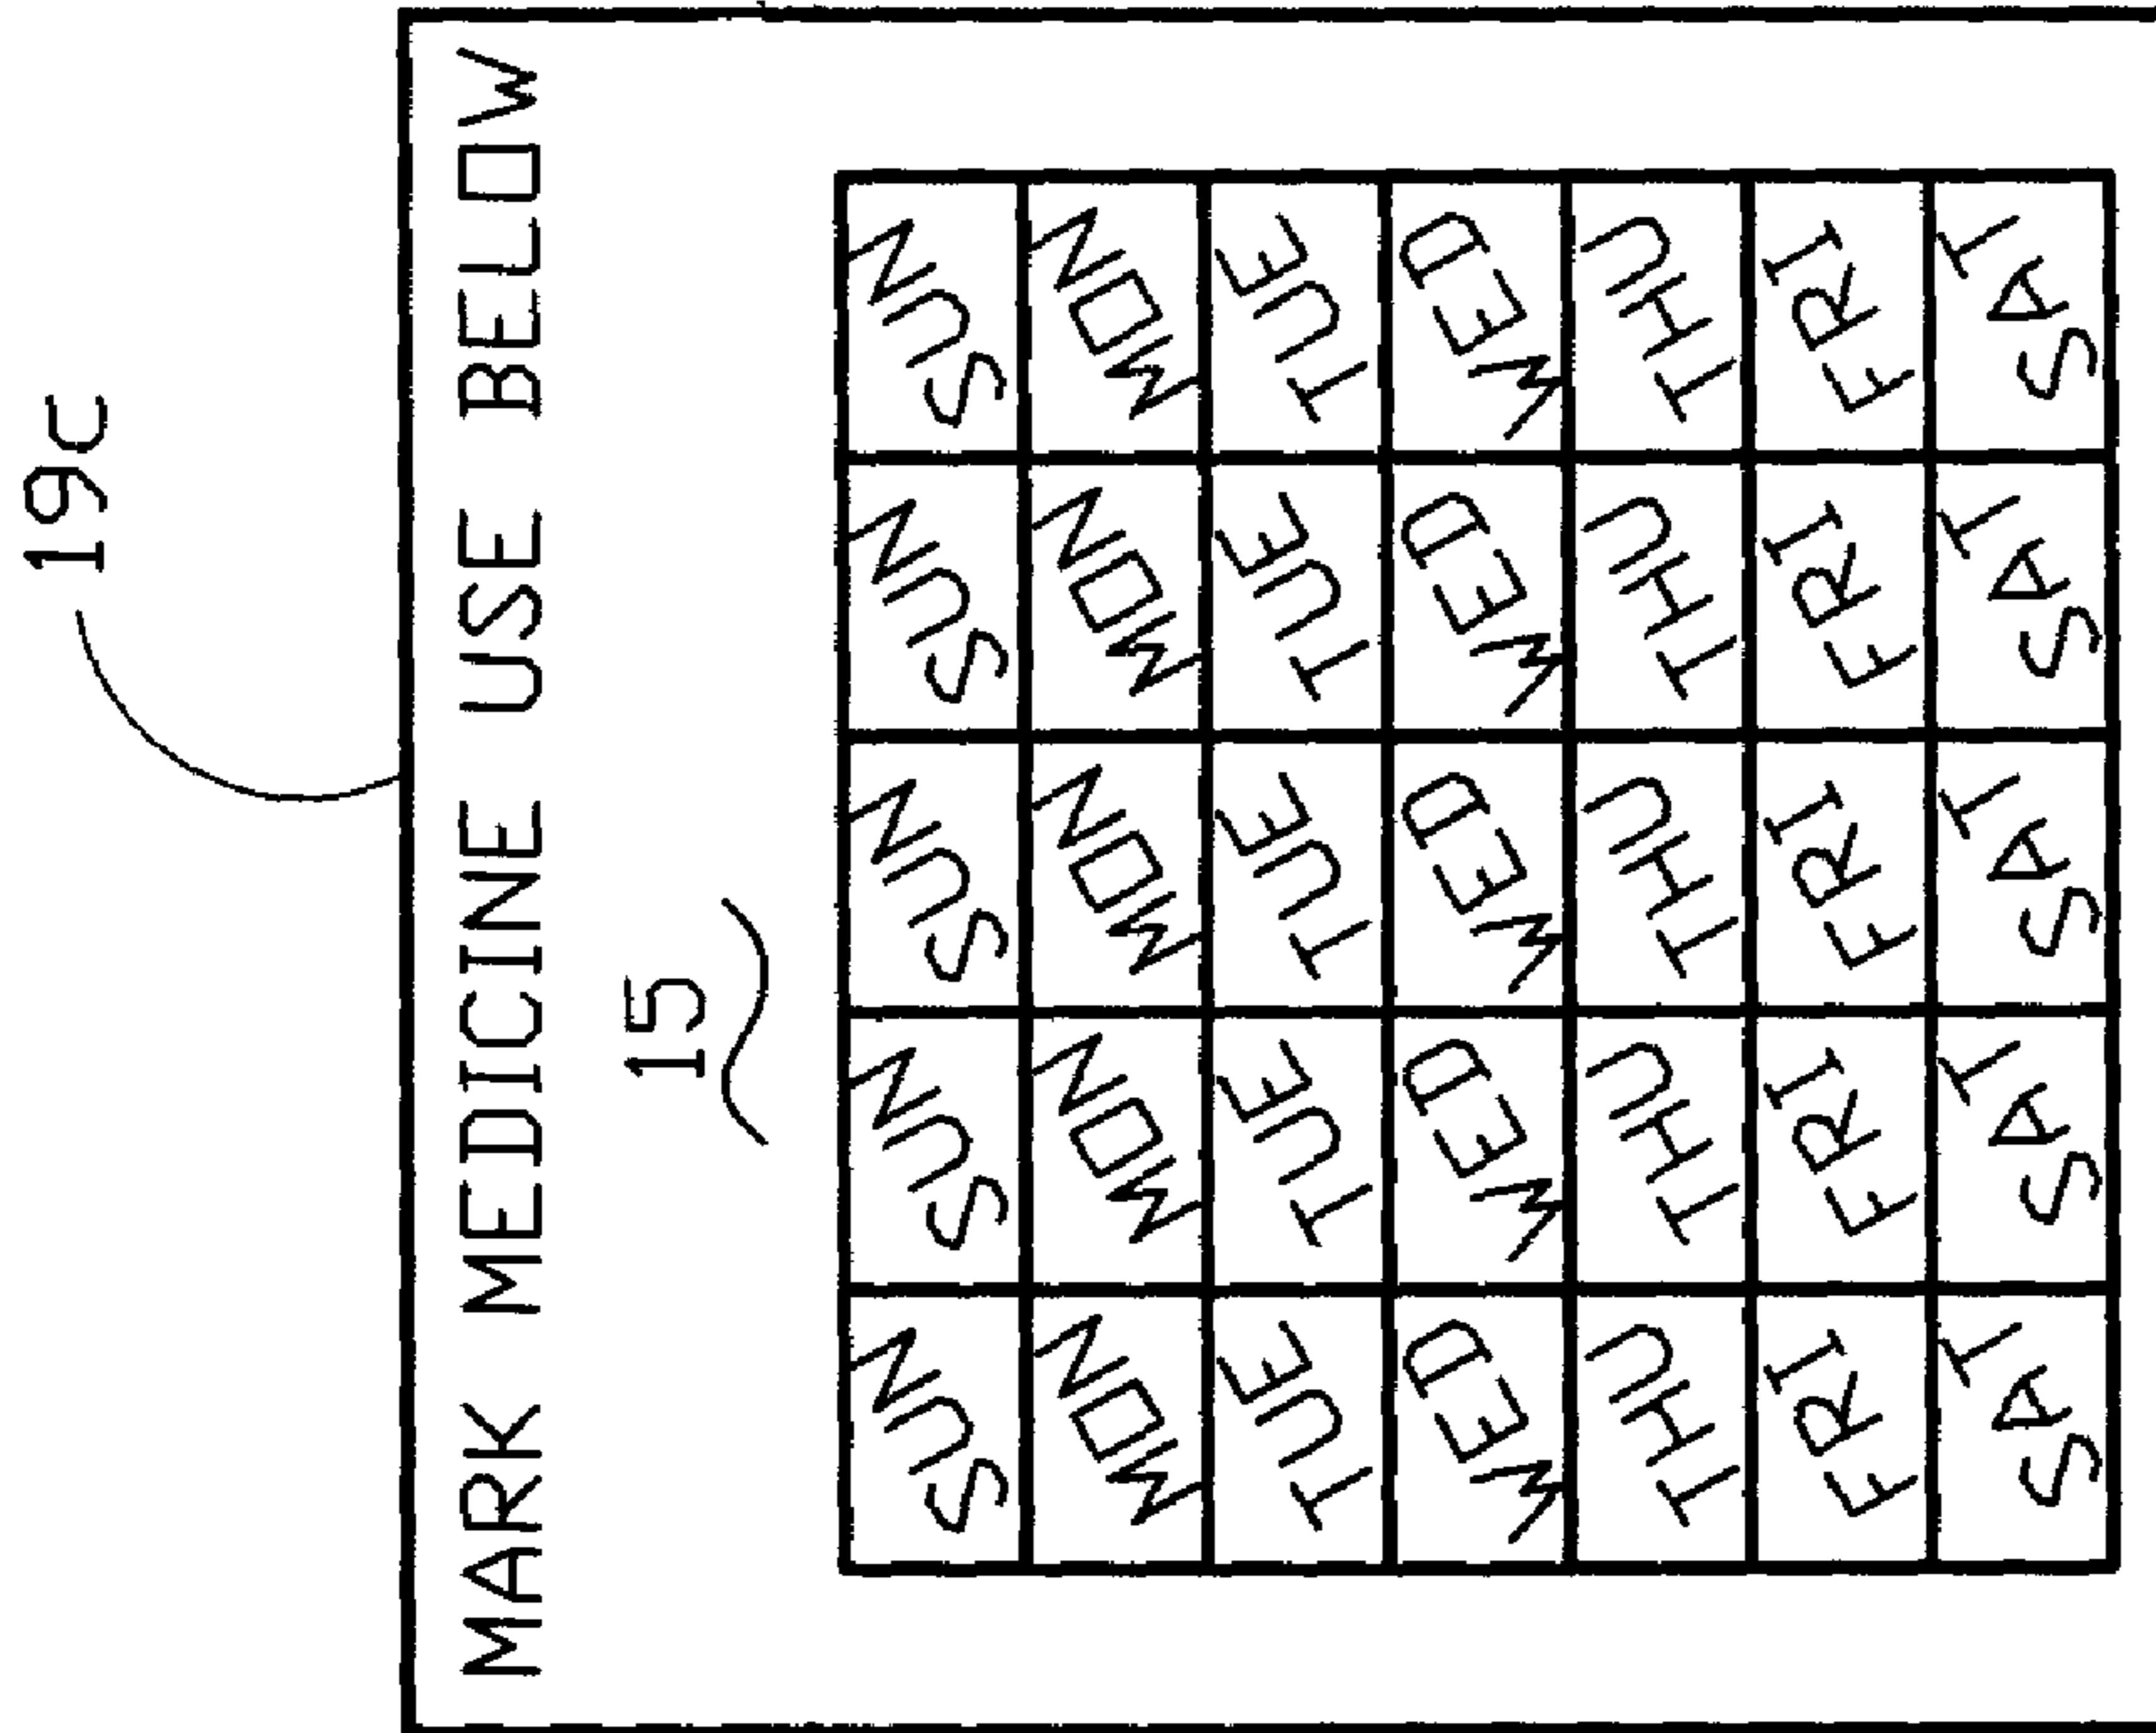 19c
MARK MEDICINE USE BELOW
15
SUN SUN SUN SUN SUN
MON MON MON MON MON
TUE TUE TUE TUE TUE
WED WED WED WED WED
THU THU THU THU THU
FRI FRI FRI FRI FRI
SAT SAT SAT SAT SAT